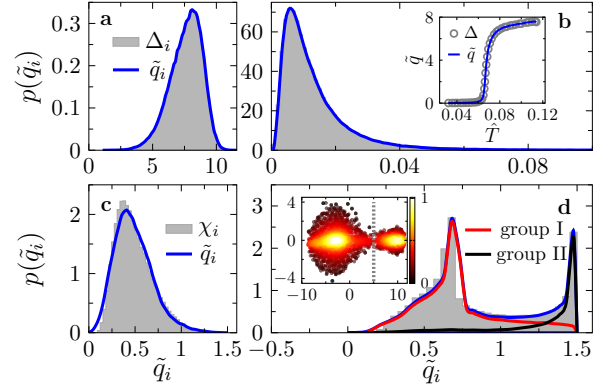 0.3
0.2
0.1
0
p(q̃ᵢ)
a
Δᵢ
q̃ᵢ
5 10
60
40
20
0
b
0 0.04 0.08
8
4
0
q̃
Δ
q̃
0.04 0.08 0.12
T̂
2
1
0
p(q̃ᵢ)
c
χᵢ
q̃ᵢ
0 0.5 1 1.5
q̃ᵢ
3
2
1
0
d
group I
group II
4
0
−4
−10 0 10
1
0
−0.5 0 0.5 1.0 1.5
q̃ᵢ